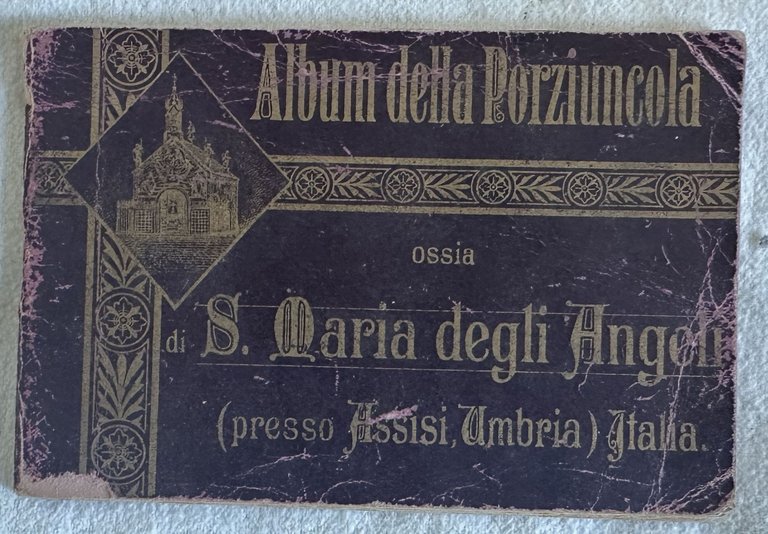 Album della Porziuncola
ossia
di S. Maria degli Angeli
(presso Assisi, Umbria) Italia.